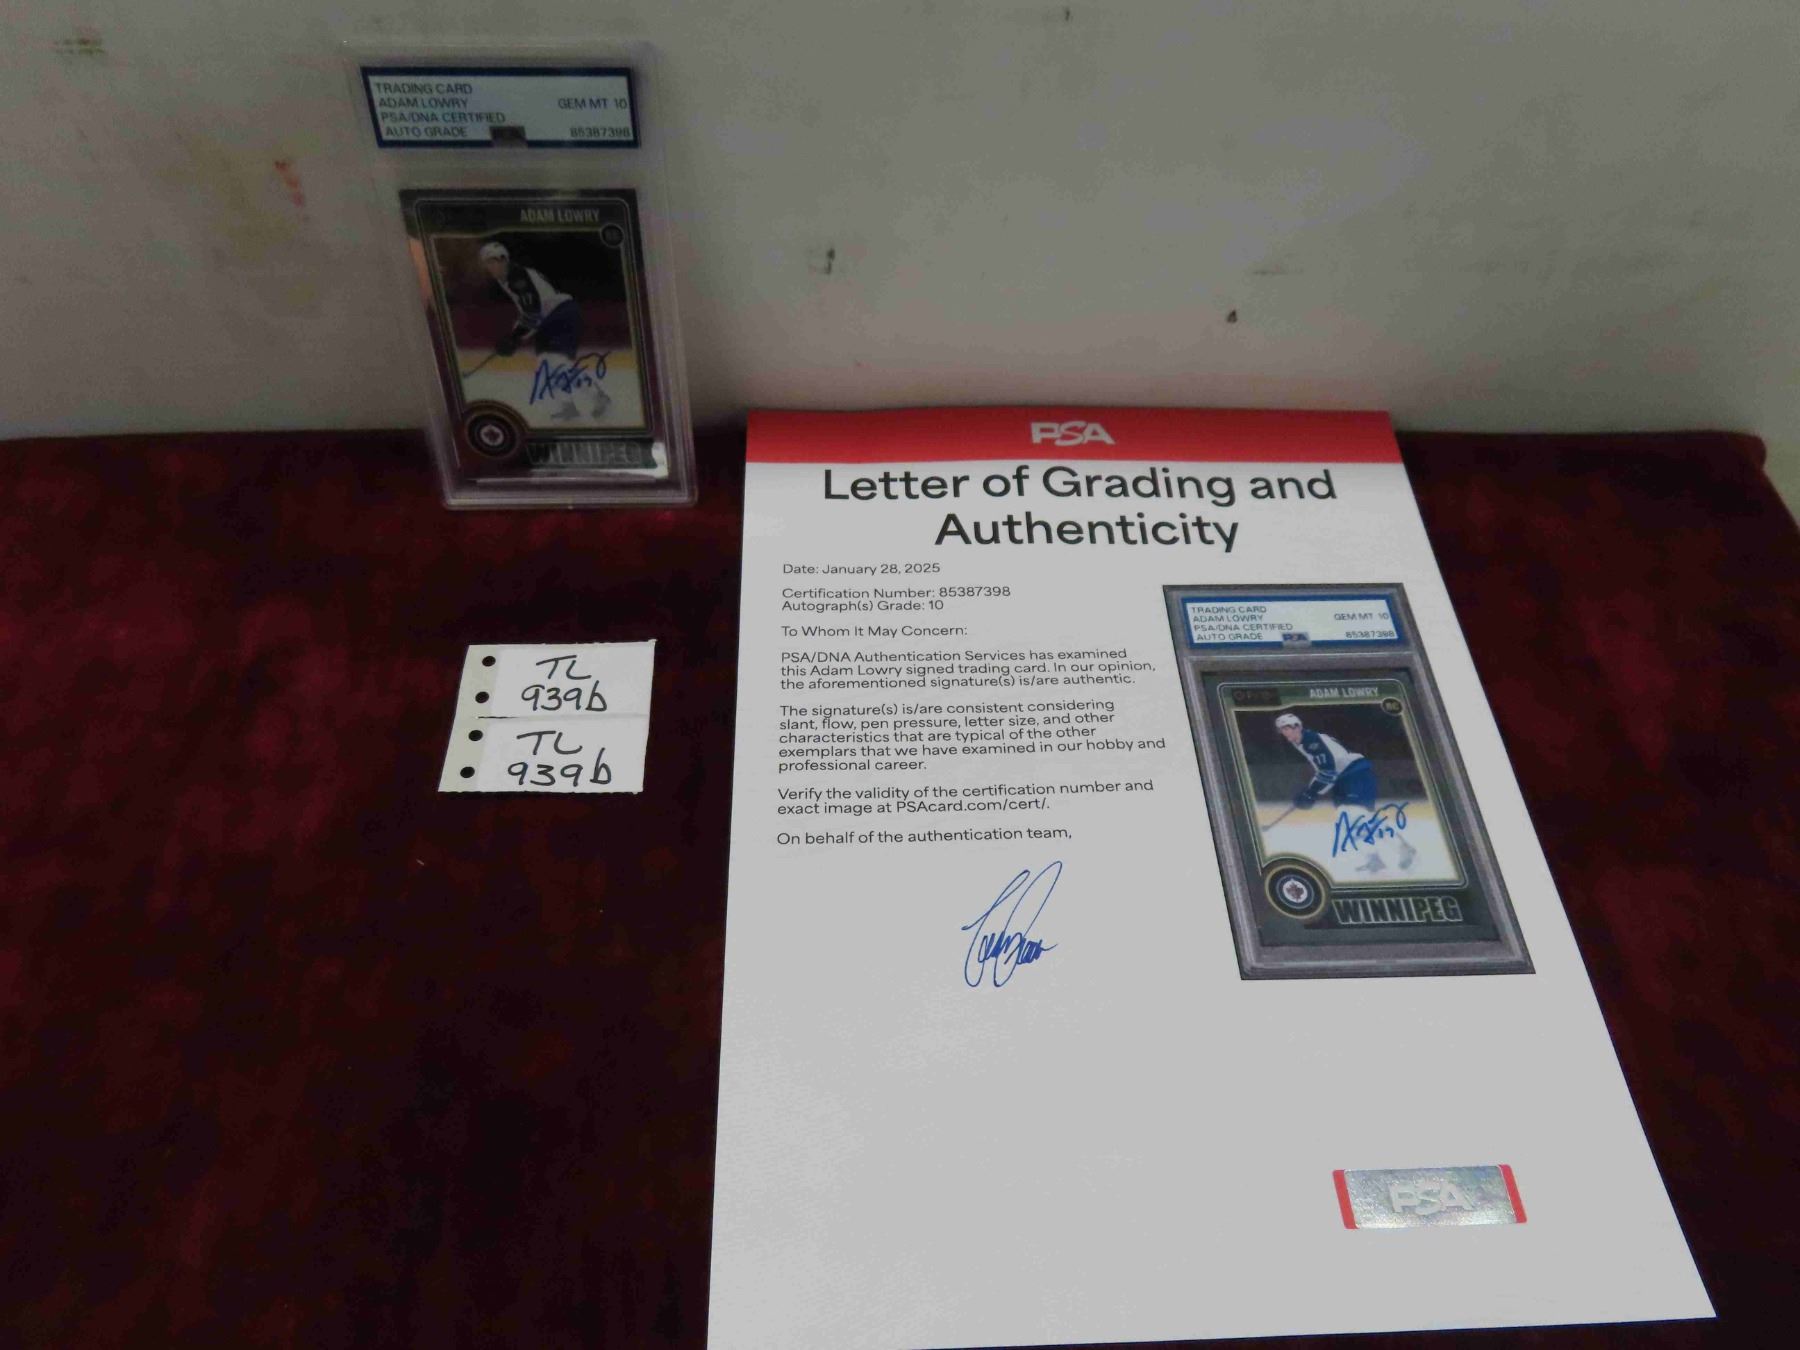 TRADING CARD
ADAM LOWRY GEM MT 10
PSA/DNA CERTIFIED
AUTO GRADE PSA 85387398
ADAM LOWRY
RC
17
WINNIPEG
TL
939b
TL
939b
PSA
Letter of Grading and
Authenticity
Date: January 28, 2025
Certification Number: 85387398
Autograph(s) Grade: 10
To Whom It May Concern:
PSA/DNA Authentication Services has examined
this Adam Lowry signed trading card. In our opinion,
the aforementioned signature(s) is/are authentic.
The signature(s) is/are consistent considering
slant, flow, pen pressure, letter size, and other
characteristics that are typical of the other
exemplars that we have examined in our hobby and
professional career.
Verify the validity of the certification number and
exact image at PSAcard.com/cert/.
On behalf of the authentication team,
TRADING CARD
ADAM LOWRY GEM MT 10
PSA/DNA CERTIFIED
AUTO GRADE PSA 85387398
ADAM LOWRY
RC
17
WINNIPEG
PSA